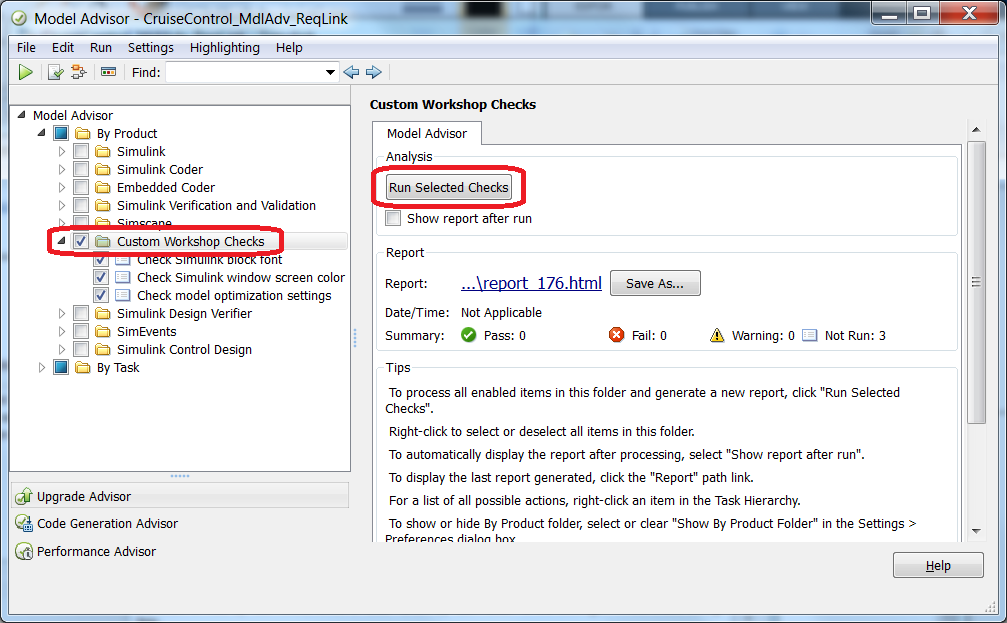 Model Advisor - CruiseControl_MdlAdv_ReqLink
File Edit Run Settings Highlighting Help
Find:
Model Advisor
By Product
Simulink
Simulink Coder
Embedded Coder
Simulink Verification and Validation
Simscape
Custom Workshop Checks
Check Simulink block font
Check Simulink window screen color
Check model optimization settings
Simulink Design Verifier
SimEvents
Simulink Control Design
By Task
Upgrade Advisor
Code Generation Advisor
Performance Advisor
Custom Workshop Checks
Model Advisor
Analysis
Run Selected Checks
Show report after run
Report
Report: ...\report_176.html Save As...
Date/Time: Not Applicable
Summary: Pass: 0 Fail: 0 Warning: 0 Not Run: 3
Tips
To process all enabled items in this folder and generate a new report, click "Run Selected
Checks".
Right-click to select or deselect all items in this folder.
To automatically display the report after processing, select "Show report after run".
To display the last report generated, click the "Report" path link.
For a list of all possible actions, right-click an item in the Task Hierarchy.
To show or hide By Product folder, select or clear "Show By Product Folder" in the Settings >
Preferences dialog box.
Help